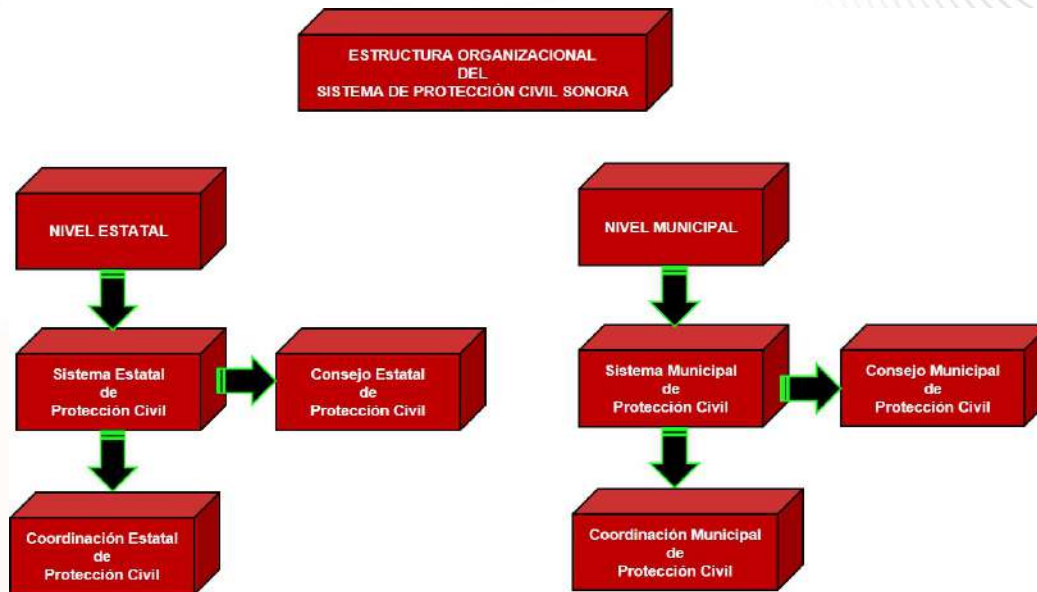 ESTRUCTURA ORGANIZACIONAL
DEL
SISTEMA DE PROTECCIÓN CIVIL SONORA
NIVEL ESTATAL
Sistema Estatal
de
Protección Civil
Consejo Estatal
de
Protección Civil
Coordinación Estatal
de
Protección Civil
NIVEL MUNICIPAL
Sistema Municipal
de
Protección Civil
Consejo Municipal
de
Protección Civil
Coordinación Municipal
de
Protección Civil